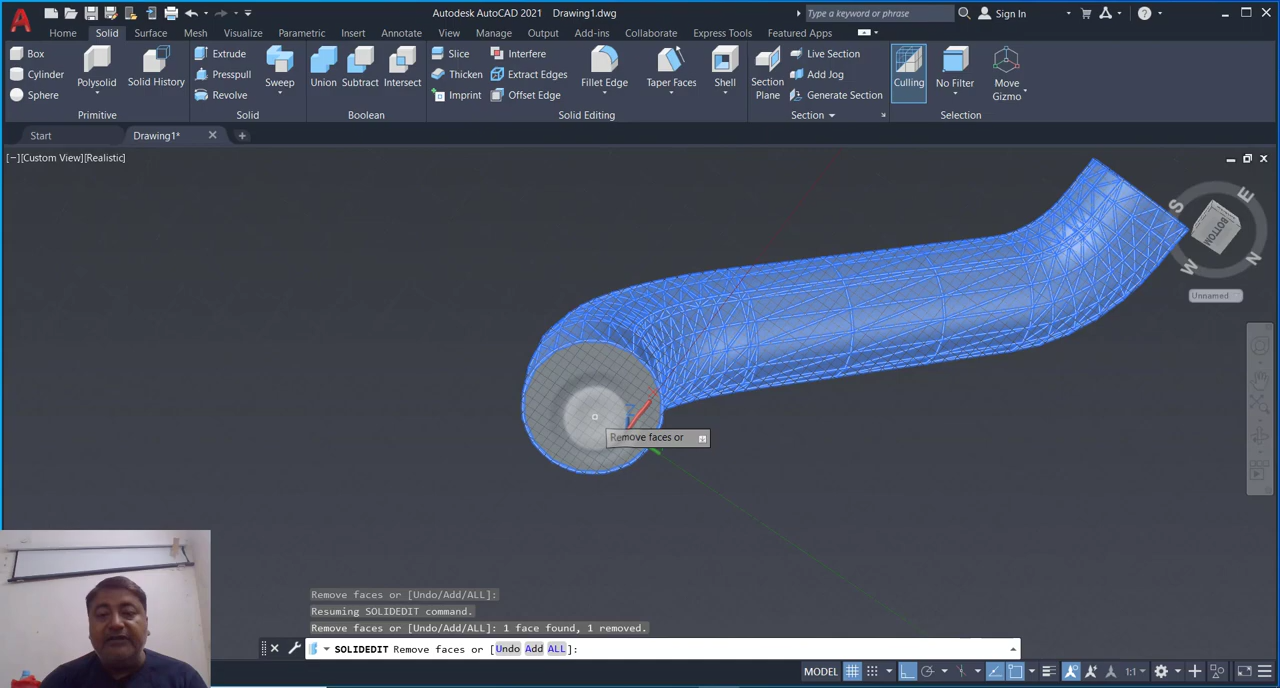 Autodesk AutoCAD 2021 Drawing1.dwg
Type a keyword or phrase
Sign In
Home Solid Surface Mesh Visualize Parametric Insert Annotate View Manage Output Add-ins Collaborate Express Tools Featured Apps
Box
Cylinder
Sphere
Polysolid
Solid History
Primitive
Extrude
Presspull
Revolve
Sweep
Solid
Union Subtract Intersect
Boolean
Slice
Thicken
Imprint
Interfere
Extract Edges
Offset Edge
Fillet Edge
Taper Faces
Shell
Solid Editing
Section
Plane
Live Section
Add Jog
Generate Section
Section
Culling
No Filter
Move
Gizmo
Selection
Start
Drawing1*
[−][Custom View][Realistic]
S
E
BOTTOM
W
N
Unnamed
Remove faces or
Remove faces or [Undo/Add/ALL]:
Resuming SOLIDEDIT command.
Remove faces or [Undo/Add/ALL]: 1 face found, 1 removed.
SOLIDEDIT Remove faces or [Undo Add ALL]:
MODEL
1:1